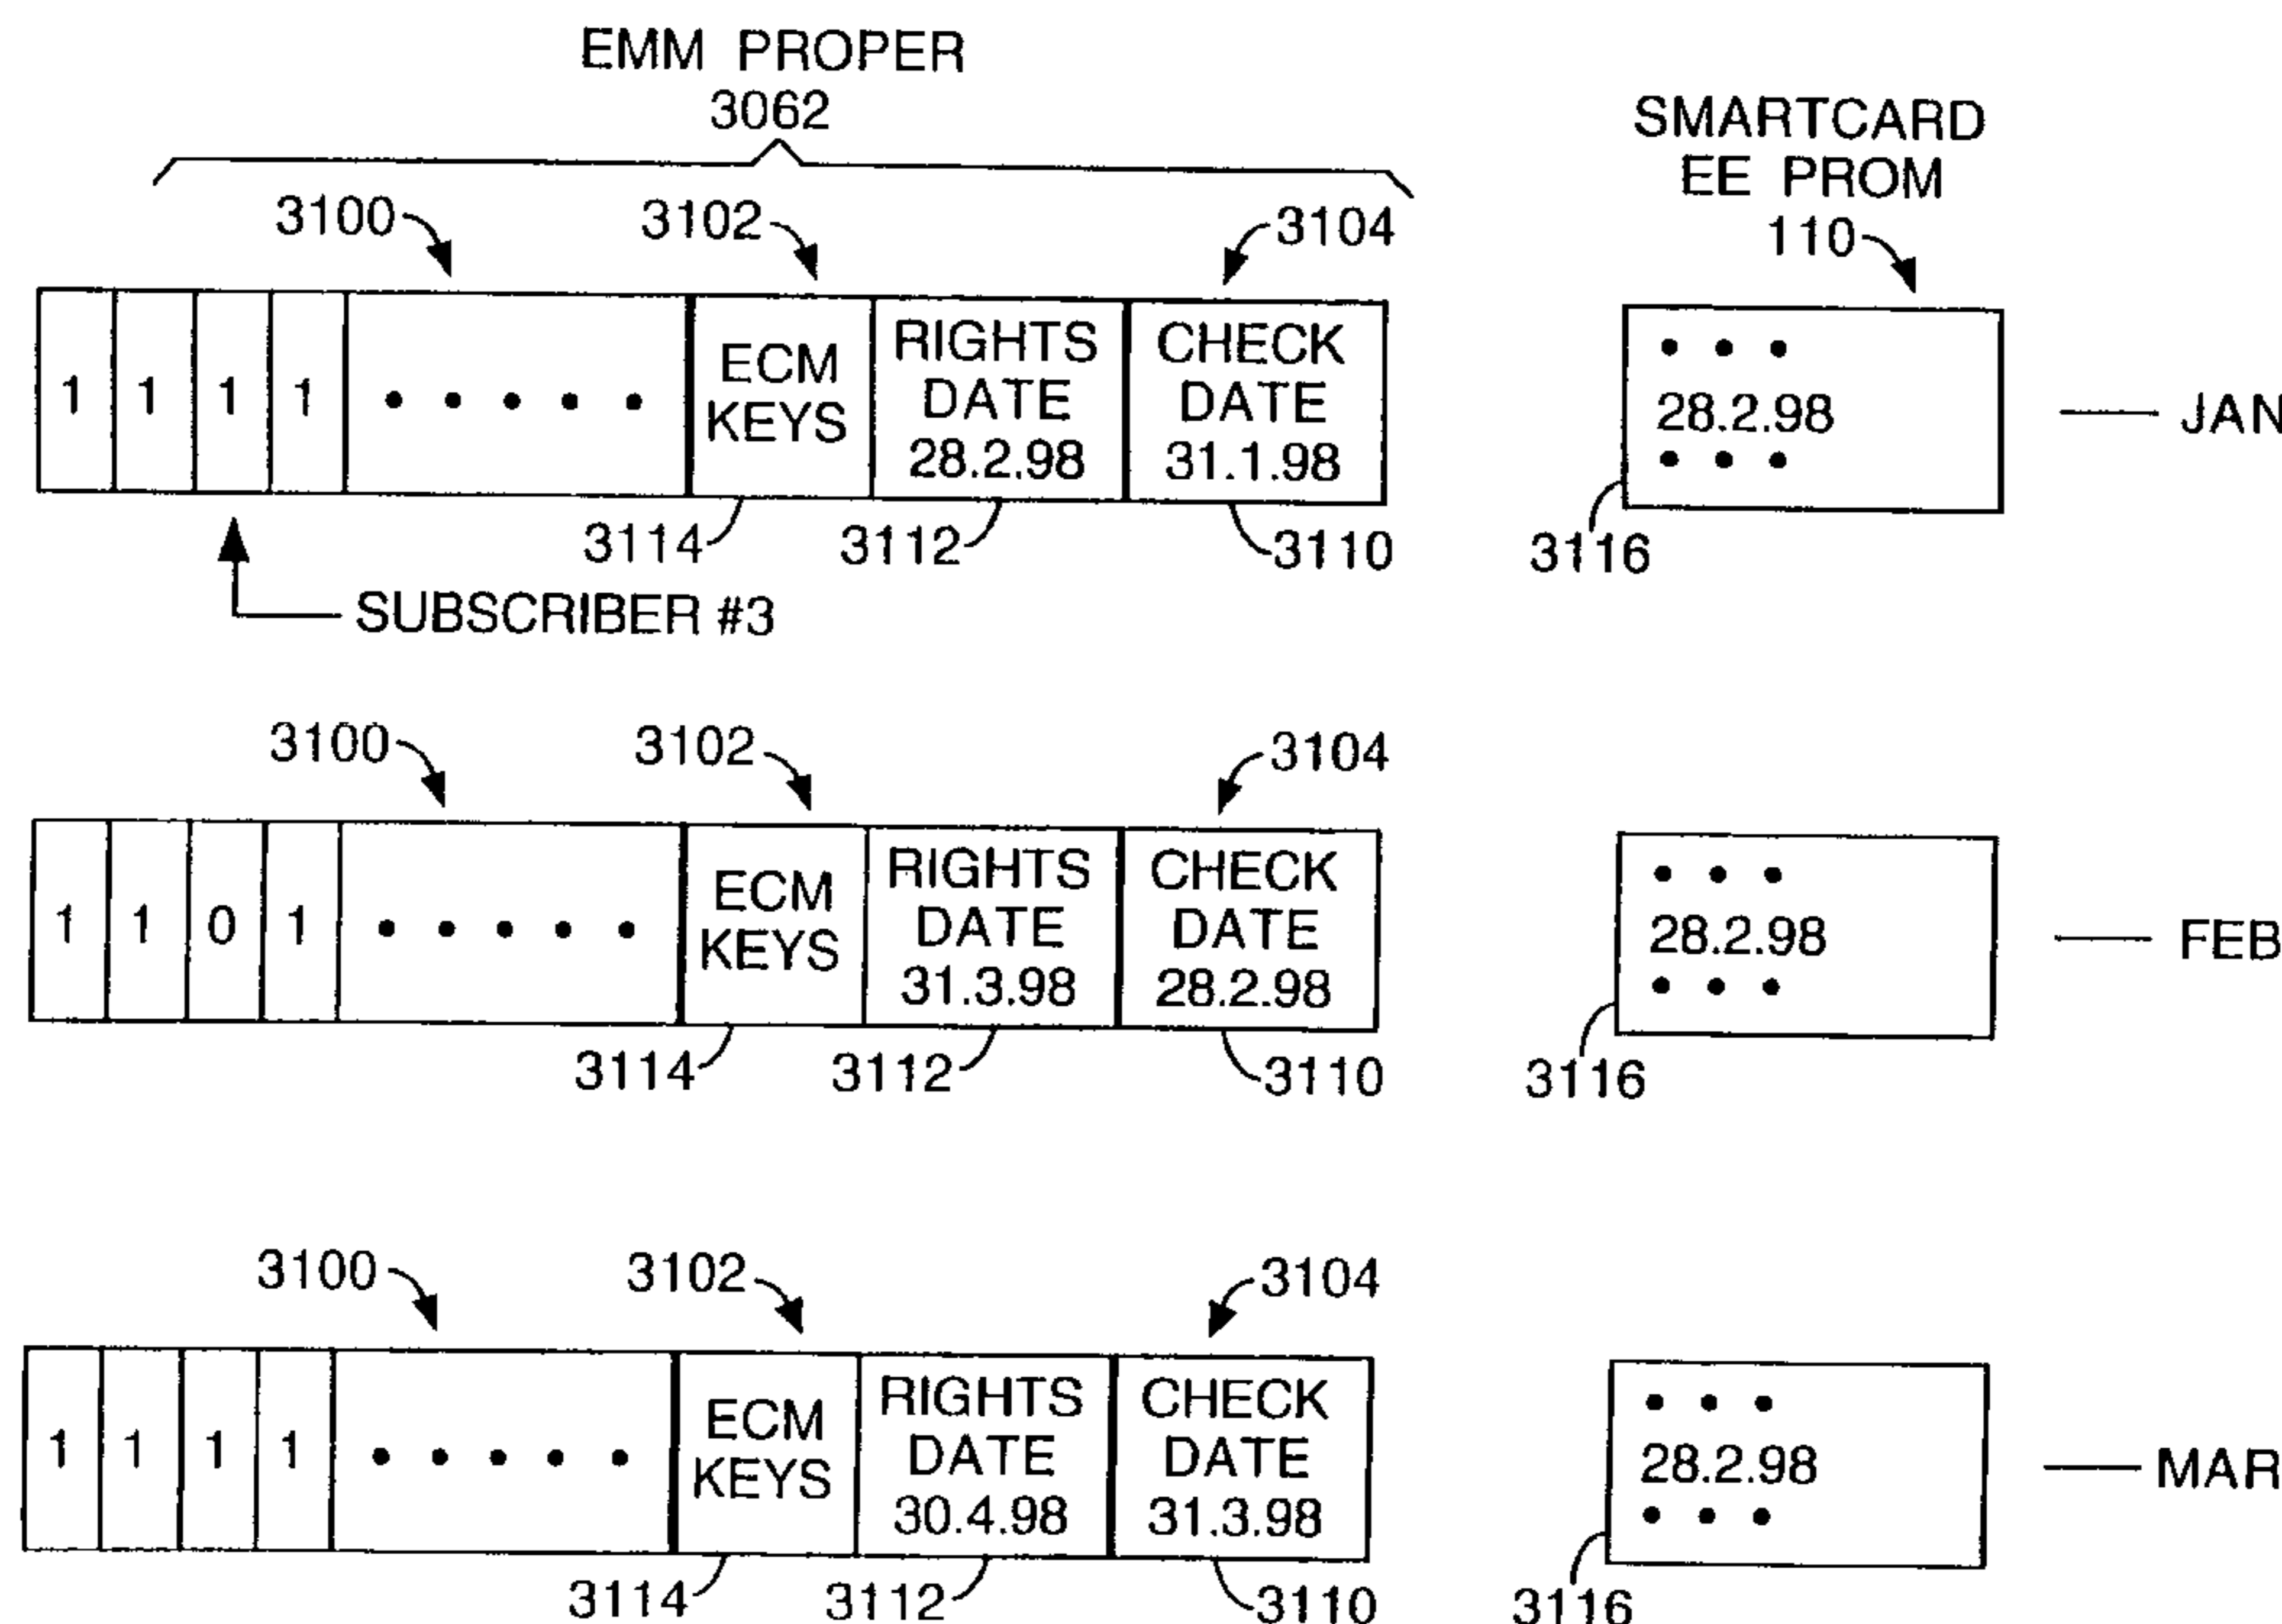 EMM PROPER
3062
SMARTCARD
EE PROM
110
3100
3102
3104
1 1 1 1 • • • • •
ECM
KEYS
RIGHTS
DATE
28.2.98
CHECK
DATE
31.1.98
• • •
28.2.98
• • •
JAN
3114
3112
3110
3116
SUBSCRIBER #3
3100
3102
3104
1 1 0 1 • • • • •
ECM
KEYS
RIGHTS
DATE
31.3.98
CHECK
DATE
28.2.98
• • •
28.2.98
• • •
FEB
3114
3112
3110
3116
3100
3102
3104
1 1 1 1 • • • • •
ECM
KEYS
RIGHTS
DATE
30.4.98
CHECK
DATE
31.3.98
• • •
28.2.98
• • •
MAR
3114
3112
3110
3116